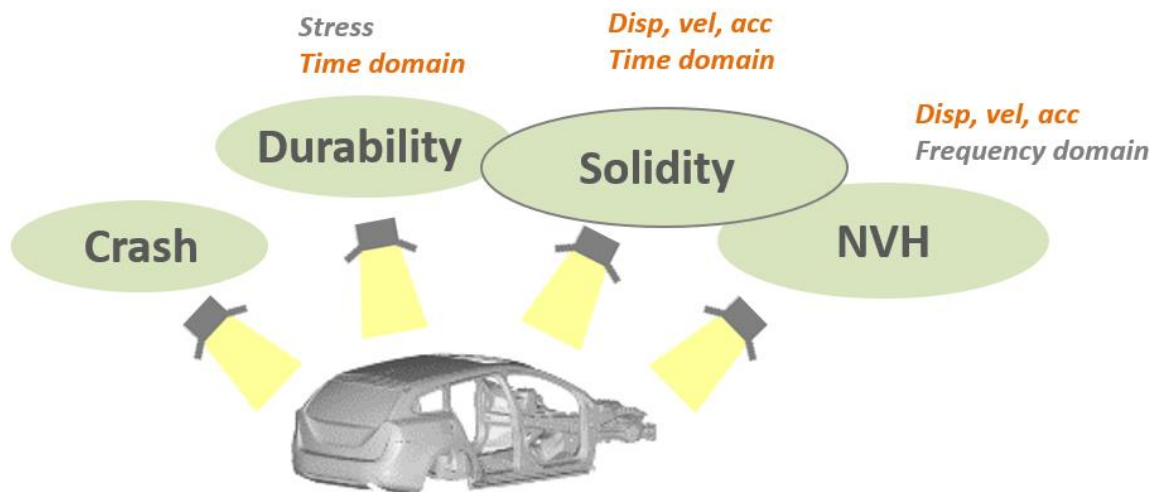 Stress
Time domain
Disp, vel, acc
Time domain
Disp, vel, acc
Frequency domain
Durability
Solidity
Crash
NVH